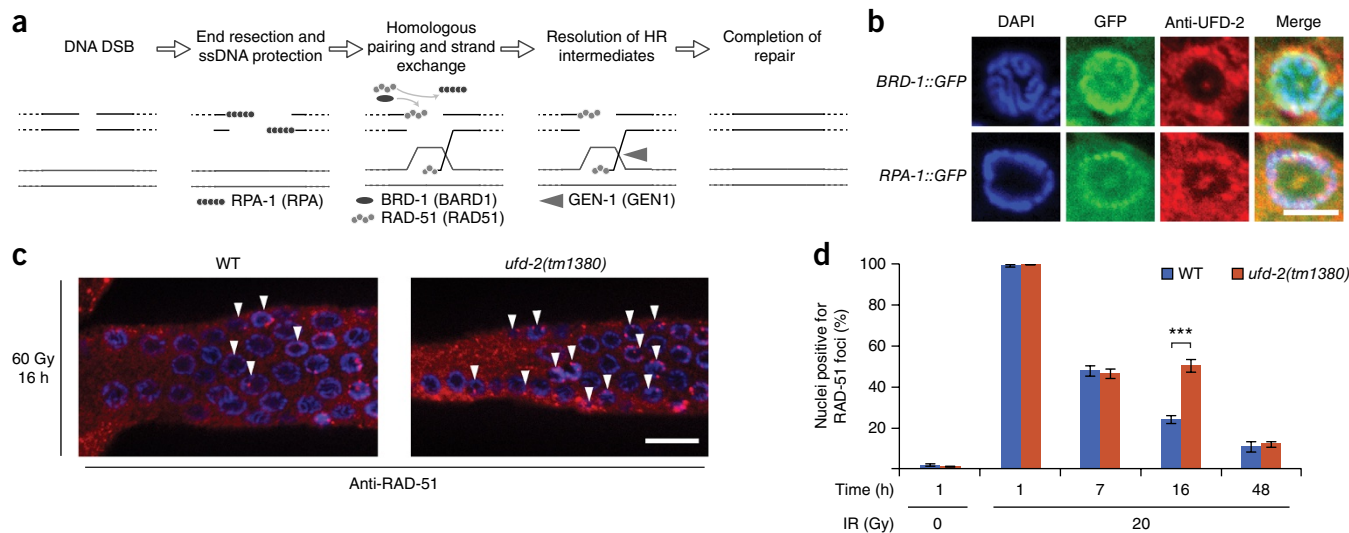 a
DNA DSB
End resection and
ssDNA protection
Homologous
pairing and strand
exchange
Resolution of HR
intermediates
Completion of
repair
RPA-1 (RPA)
BRD-1 (BARD1)
RAD-51 (RAD51)
GEN-1 (GEN1)
b
DAPI GFP Anti-UFD-2 Merge
BRD-1::GFP
RPA-1::GFP
c
WT ufd-2(tm1380)
60 Gy
16 h
Anti-RAD-51
d
WT ufd-2(tm1380)
Nuclei positive for
RAD-51 foci (%)
100
80
60
40
20
***
Time (h) 1 1 7 16 48
IR (Gy) 0 20